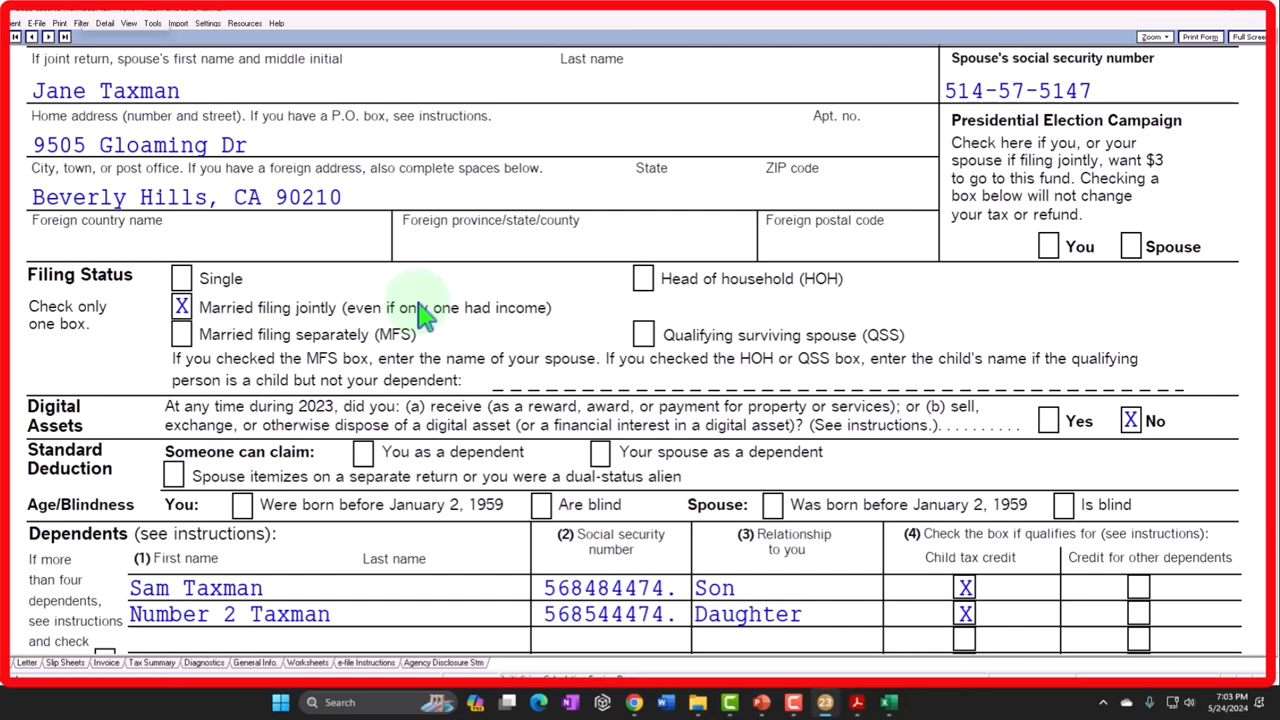 E-File Print Filter Detail View Tools Import Settings Resources Help
Zoom Print Form Full Scree
If joint return, spouse's first name and middle initial Last name Spouse's social security number
Jane Taxman 514-57-5147
Home address (number and street). If you have a P.O. box, see instructions. Apt. no.
9505 Gloaming Dr
City, town, or post office. If you have a foreign address, also complete spaces below. State ZIP code
Beverly Hills, CA 90210
Foreign country name Foreign province/state/county Foreign postal code
Presidential Election Campaign
Check here if you, or your
spouse if filing jointly, want $3
to go to this fund. Checking a
box below will not change
your tax or refund.
You Spouse
Filing Status Single Head of household (HOH)
Check only X Married filing jointly (even if only one had income)
one box. Married filing separately (MFS) Qualifying surviving spouse (QSS)
If you checked the MFS box, enter the name of your spouse. If you checked the HOH or QSS box, enter the child's name if the qualifying
person is a child but not your dependent:
Digital At any time during 2023, did you: (a) receive (as a reward, award, or payment for property or services); or (b) sell,
Assets exchange, or otherwise dispose of a digital asset (or a financial interest in a digital asset)? (See instructions.). . . . . . . . . . Yes X No
Standard Someone can claim: You as a dependent Your spouse as a dependent
Deduction Spouse itemizes on a separate return or you were a dual-status alien
Age/Blindness You: Were born before January 2, 1959 Are blind Spouse: Was born before January 2, 1959 Is blind
Dependents (see instructions): (2) Social security number (3) Relationship to you (4) Check the box if qualifies for (see instructions):
If more (1) First name Last name Child tax credit Credit for other dependents
than four Sam Taxman 568484474. Son X
dependents,
see instructions Number 2 Taxman 568544474. Daughter X
and check
Letter Slip Sheets Invoice Tax Summary Diagnostics General Info. Worksheets e-file Instructions Agency Disclosure Stm
Search 23 7:03 PM
5/24/2024